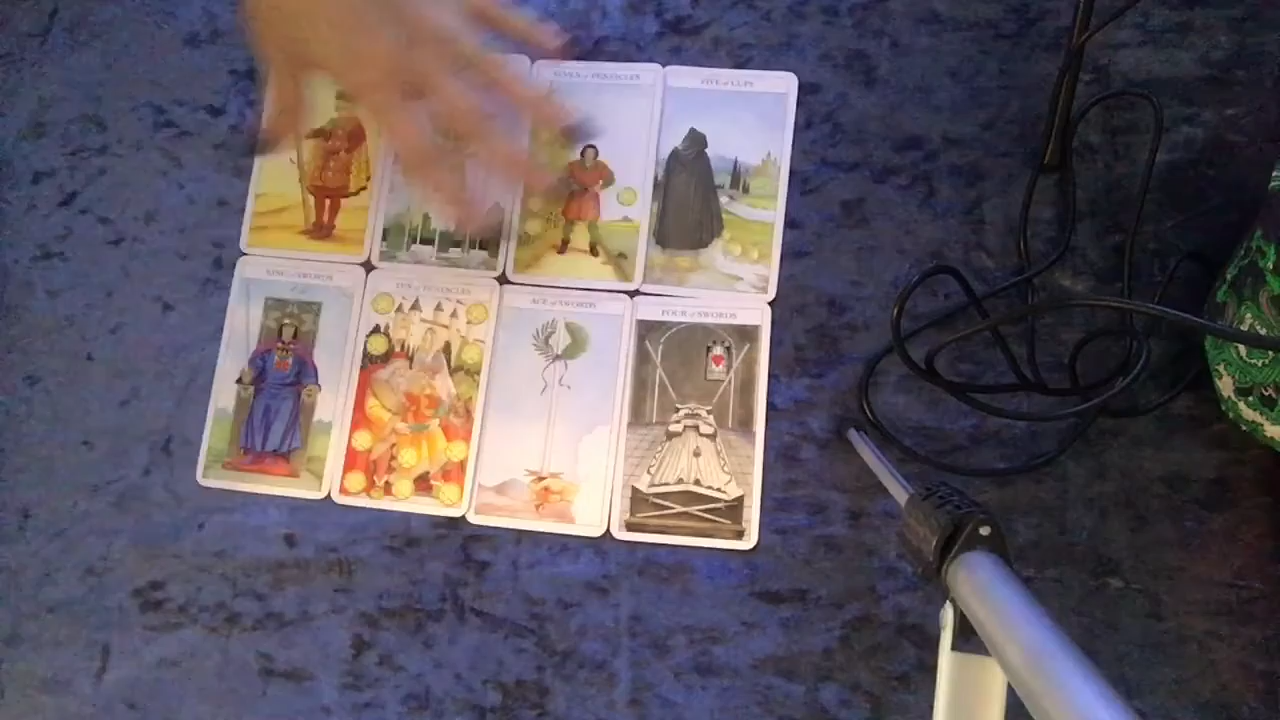 SEVEN of PENTACLES
FIVE of CUPS
KING of SWORDS
TEN of PENTACLES
ACE of SWORDS
FOUR of SWORDS